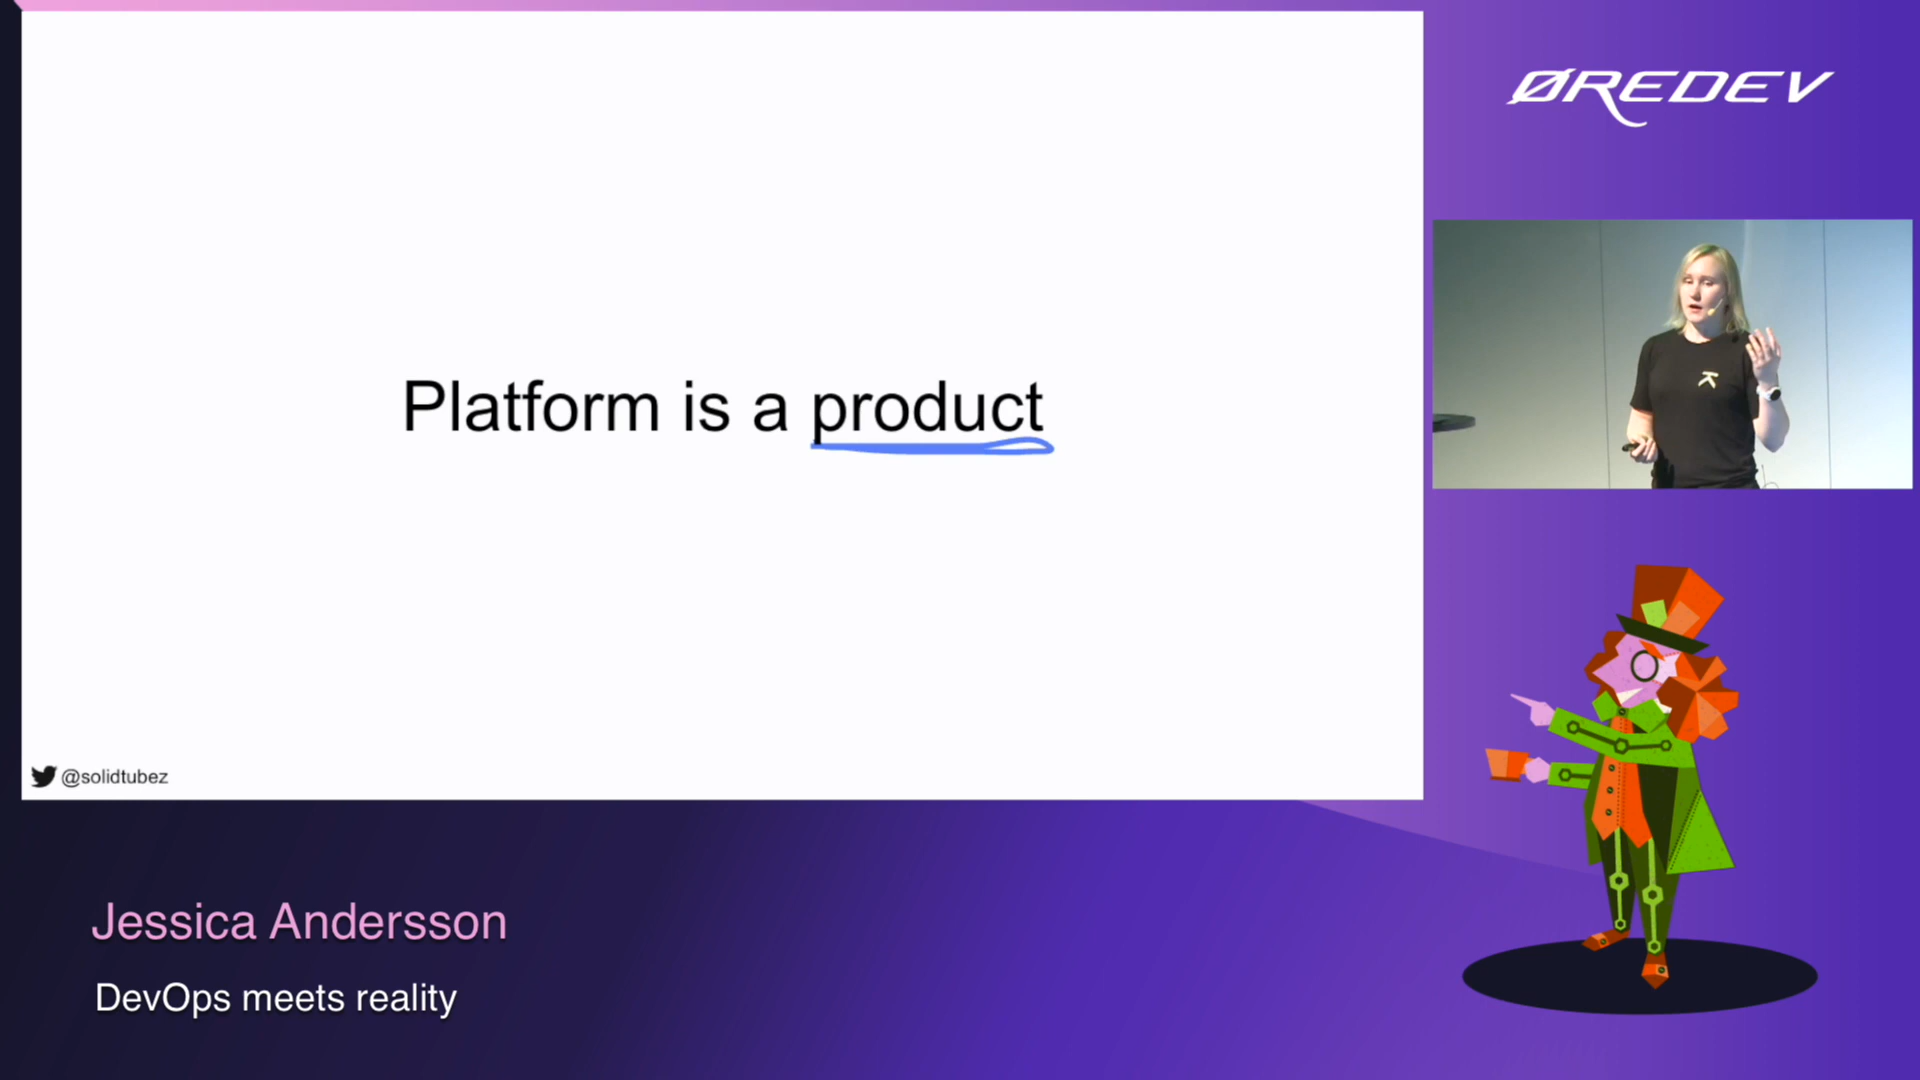 ØREDEV
Platform is a product
@solidtubez
Jessica Andersson
DevOps meets reality